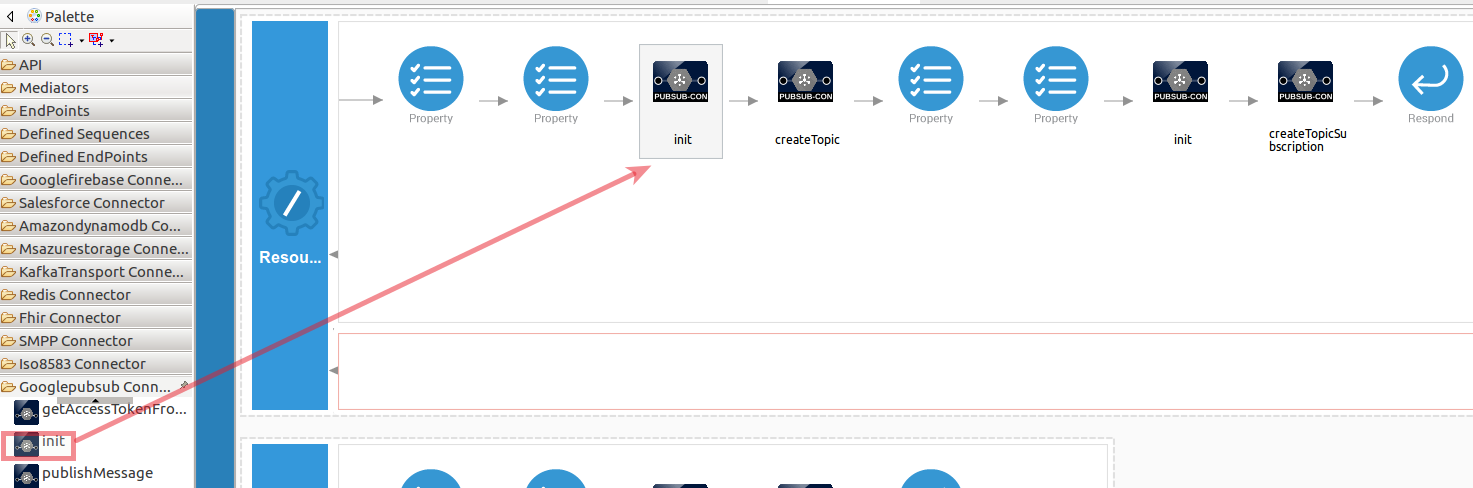 Palette
API
Mediators
EndPoints
Defined Sequences
Defined EndPoints
Googlefirebase Conne...
Salesforce Connector
Amazondynamodb Co...
Msazurestorage Conne...
KafkaTransport Conne...
Redis Connector
Fhir Connector
SMPP Connector
Iso8583 Connector
Googlepubsub Conn...
getAccessTokenFro...
init
publishMessage
Resou...
Property
Property
PUBSUB-CON
init
PUBSUB-CON
createTopic
Property
Property
PUBSUB-CON
init
PUBSUB-CON
createTopicSu
bscription
Respond